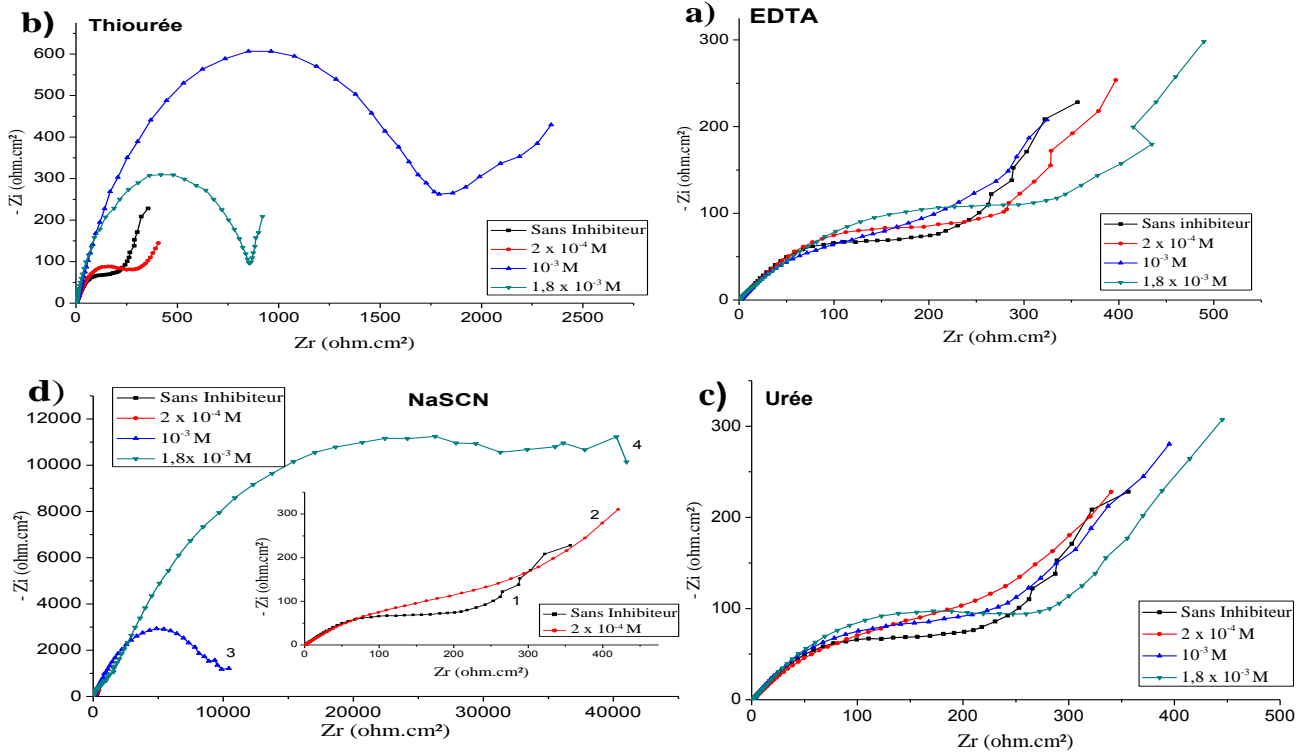 b)
Thiourée
600
500
400
300
200
100
0
- Zi (ohm.cm²)
0 500 1000 1500 2000 2500
Zr (ohm.cm²)
Sans Inhibiteur
2 x 10⁻⁴ M
10⁻³ M
1,8 x 10⁻³ M
a)
EDTA
300
200
100
0
- Zi (ohm.cm²)
0 100 200 300 400 500
Zr (ohm.cm²)
Sans inhibiteur
2 x 10⁻⁴ M
10⁻³ M
1,8 x 10⁻³ M
d)
NaSCN
Sans Inhibiteur
2 x 10⁻⁴ M
10⁻³ M
1,8x 10⁻³ M
12000
10000
8000
6000
4000
2000
0
- Zi (ohm.cm²)
0 10000 20000 30000 40000
Zr (ohm.cm²)
3
4
300
200
100
0
- Zi (ohm.cm²)
0 100 200 300 400
Zr (ohm.cm²)
1
2
Sans Inhibiteur
2 x 10⁻⁴ M
c)
Urée
300
250
200
150
100
50
0
- Zi (ohm.cm²)
0 100 200 300 400
Zr (ohm.cm²)
Sans Inhibiteur
2 x 10⁻⁴ M
10⁻³ M
1,8 x 10⁻³ M